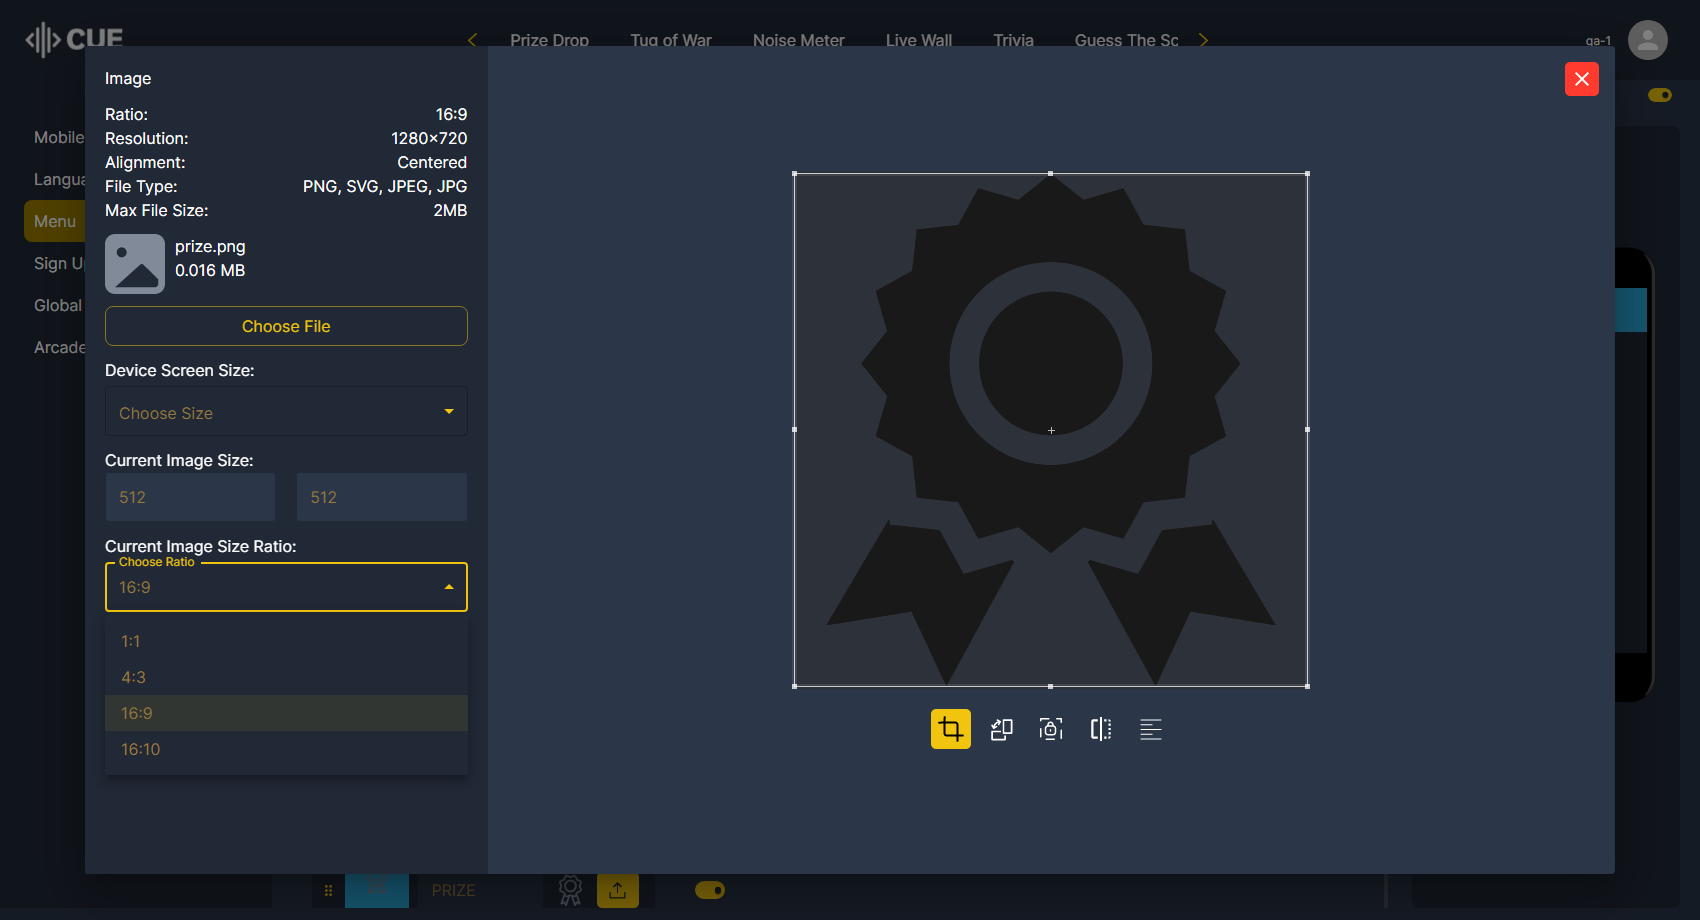 CUE
Prize Drop Tug of War Noise Meter Live Wall Trivia Guess The Sc
qa-1
Mobile
Langua
Menu
Sign U
Global
Arcade
Image
Ratio: 16:9
Resolution: 1280×720
Alignment: Centered
File Type: PNG, SVG, JPEG, JPG
Max File Size: 2MB
prize.png
0.016 MB
Choose File
Device Screen Size:
Choose Size
Current Image Size:
512 512
Current Image Size Ratio:
Choose Ratio
16:9
1:1
4:3
16:9
16:10
PRIZE